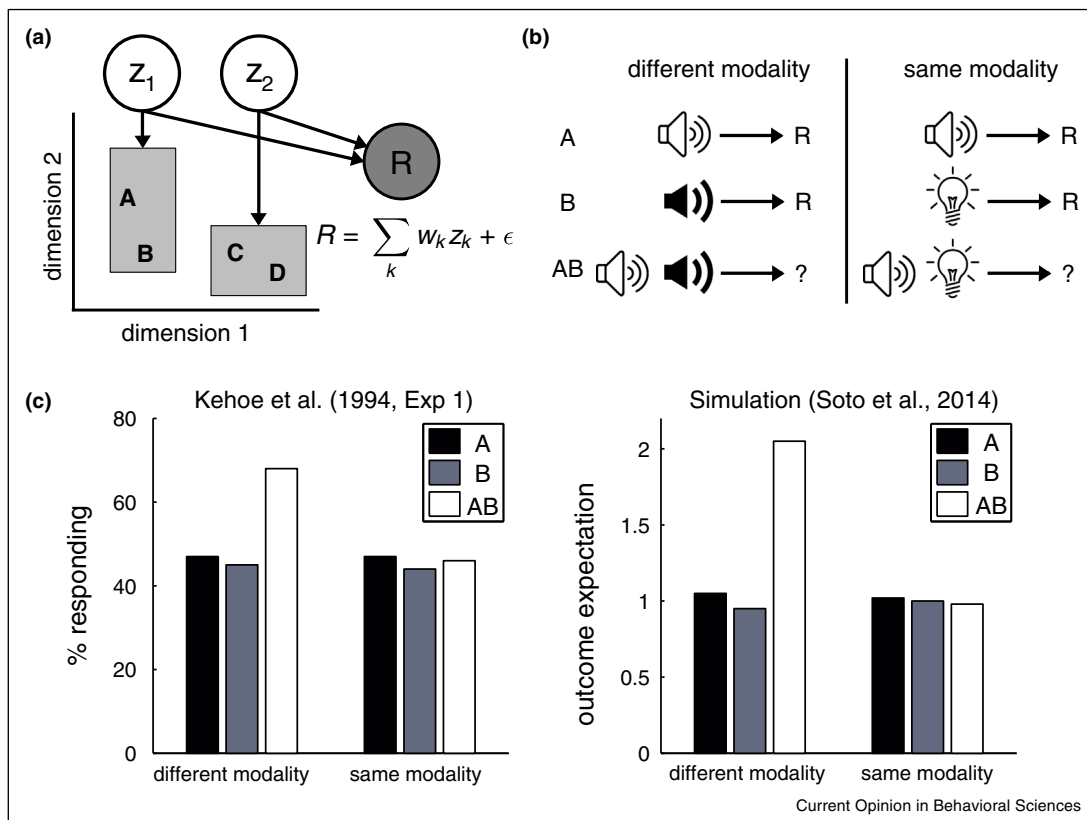 (a)
z1
z2
R
A
B
C
D
R = ∑k wk zk + ϵ
dimension 2
dimension 1
(b)
different modality
same modality
A
R
R
B
R
R
AB
?
?
(c)
Kehoe et al. (1994, Exp 1)
80
60
40
20
0
% responding
A
B
AB
different modality
same modality
Simulation (Soto et al., 2014)
2
1.5
1
0.5
0
outcome expectation
A
B
AB
different modality
same modality
Current Opinion in Behavioral Sciences